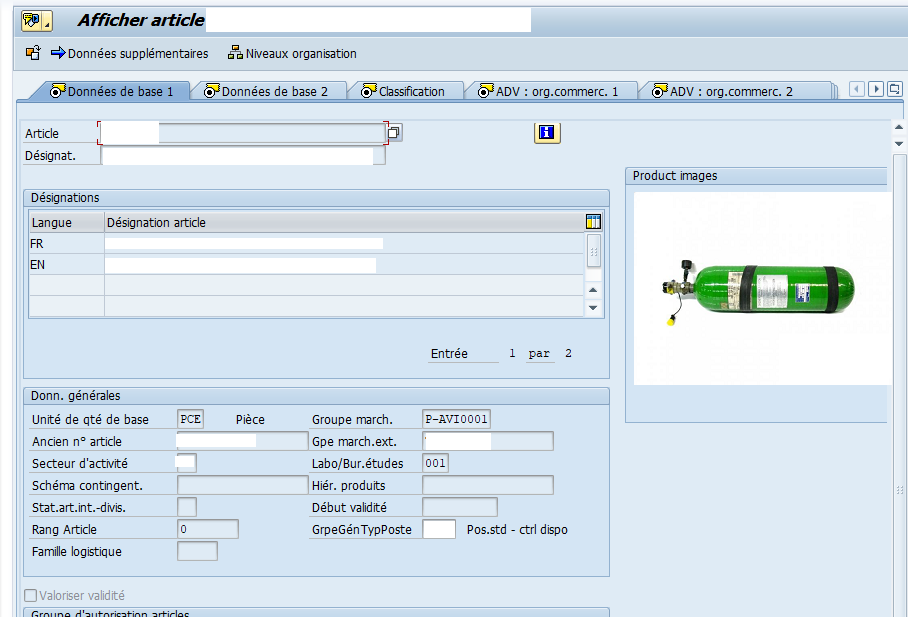 Afficher article
Données supplémentaires Niveaux organisation
Données de base 1 Données de base 2 Classification ADV : org.commerc. 1 ADV : org.commerc. 2
Article
Désignat.
Product images
Désignations
Langue Désignation article
FR
EN
Entrée 1 par 2
Donn. générales
Unité de qté de base PCE Pièce Groupe march. P-AVI0001
Ancien n° article Gpe march.ext.
Secteur d'activité Labo/Bur.études 001
Schéma contingent. Hiér. produits
Stat.art.int.-divis. Début validité
Rang Article 0 GrpeGénTypPoste Pos.std - ctrl dispo
Famille logistique
Valoriser validité
Groupe d'autorisation articles